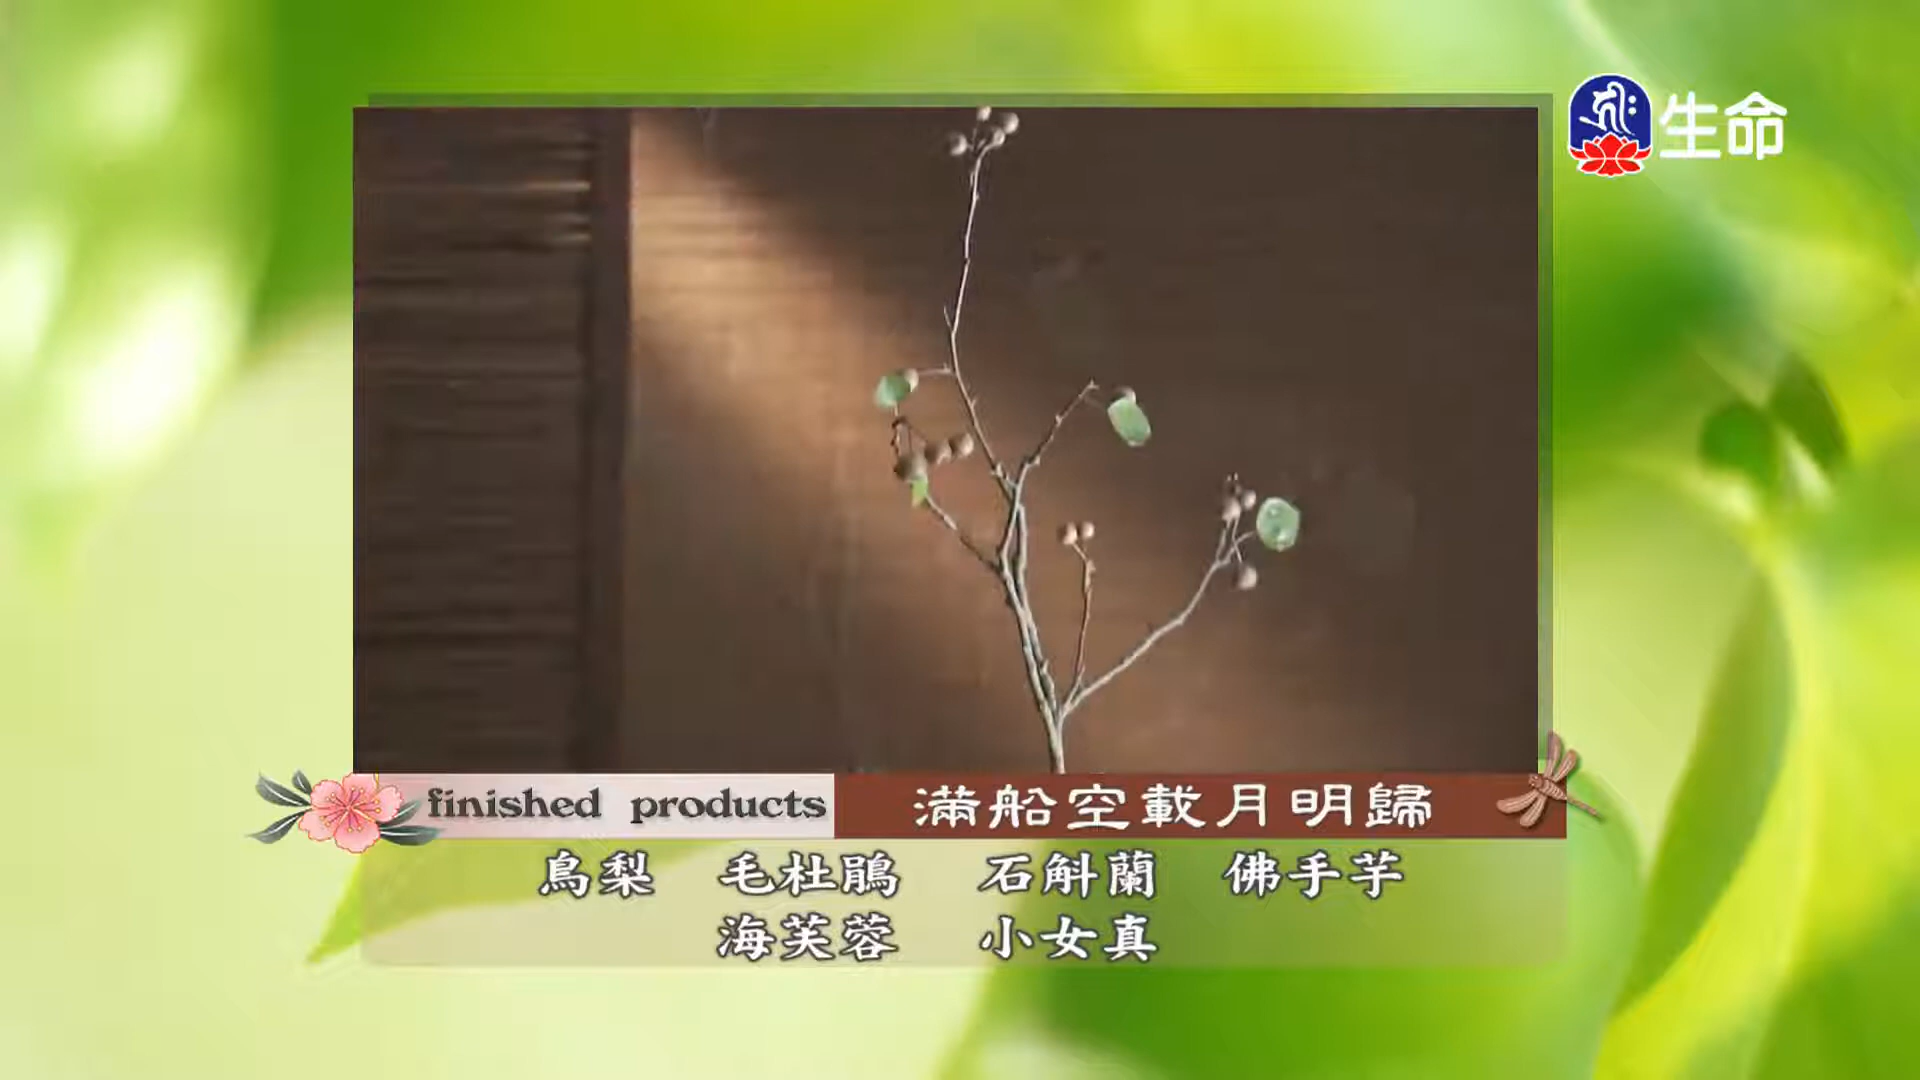 生命
finished products
滿船空載月明歸
鳥梨 毛杜鵑 石斛蘭 佛手芋
海芙蓉 小女真